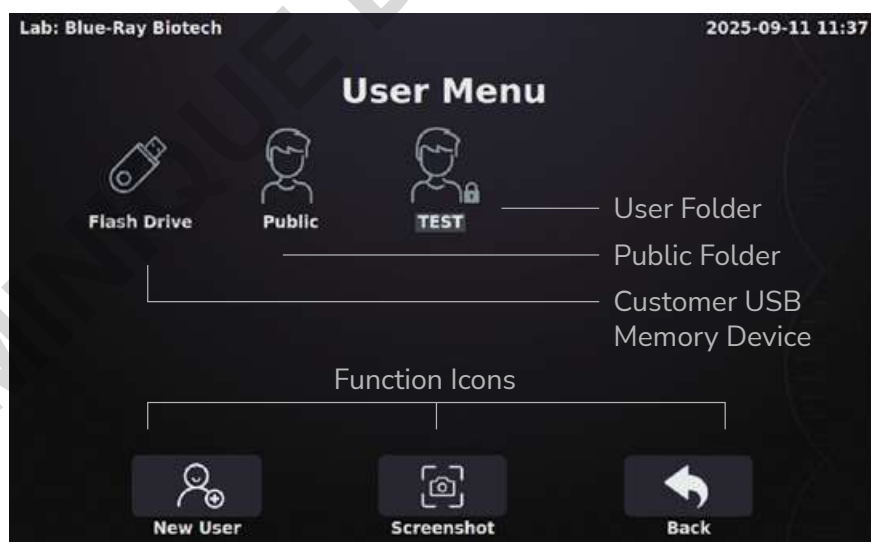 Lab: Blue-Ray Biotech
2025-09-11 11:37
User Menu
Flash Drive
Public
TEST
User Folder
Public Folder
Customer USB
Memory Device
Function Icons
New User
Screenshot
Back